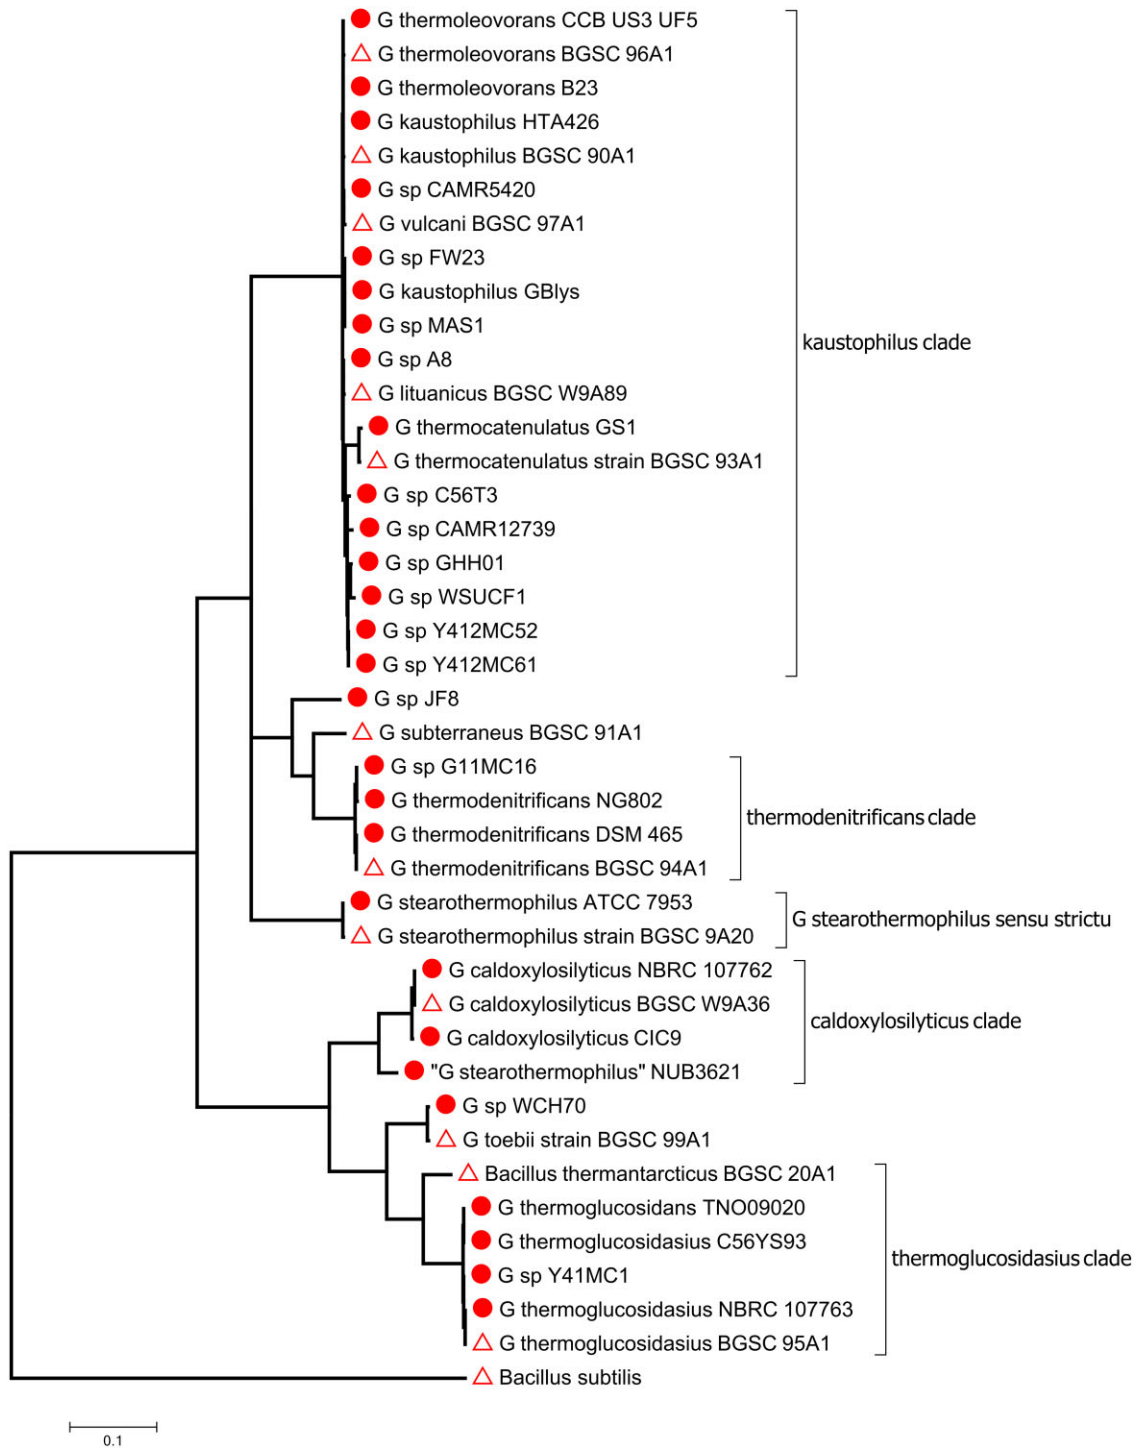 G thermoleovorans CCB US3 UF5
G thermoleovorans BGSC 96A1
G thermoleovorans B23
G kaustophilus HTA426
G kaustophilus BGSC 90A1
G sp CAMR5420
G vulcani BGSC 97A1
G sp FW23
G kaustophilus GBlys
G sp MAS1
kaustophilus clade
G sp A8
G lituanicus BGSC W9A89
G thermocatenulatus GS1
G thermocatenulatus strain BGSC 93A1
G sp C56T3
G sp CAMR12739
G sp GHH01
G sp WSUCF1
G sp Y412MC52
G sp Y412MC61
G sp JF8
G subterraneus BGSC 91A1
G sp G11MC16
G thermodenitrificans NG802
thermodenitrificans clade
G thermodenitrificans DSM 465
G thermodenitrificans BGSC 94A1
G stearothermophilus ATCC 7953
G stearothermophilus sensu strictu
G stearothermophilus strain BGSC 9A20
G caldoxylosilyticus NBRC 107762
G caldoxylosilyticus BGSC W9A36
caldoxylosilyticus clade
G caldoxylosilyticus CIC9
"G stearothermophilus" NUB3621
G sp WCH70
G toebii strain BGSC 99A1
Bacillus thermantarcticus BGSC 20A1
G thermoglucosidans TNO09020
G thermoglucosidasius C56YS93
thermoglucosidasius clade
G sp Y41MC1
G thermoglucosidasius NBRC 107763
G thermoglucosidasius BGSC 95A1
Bacillus subtilis
0.1